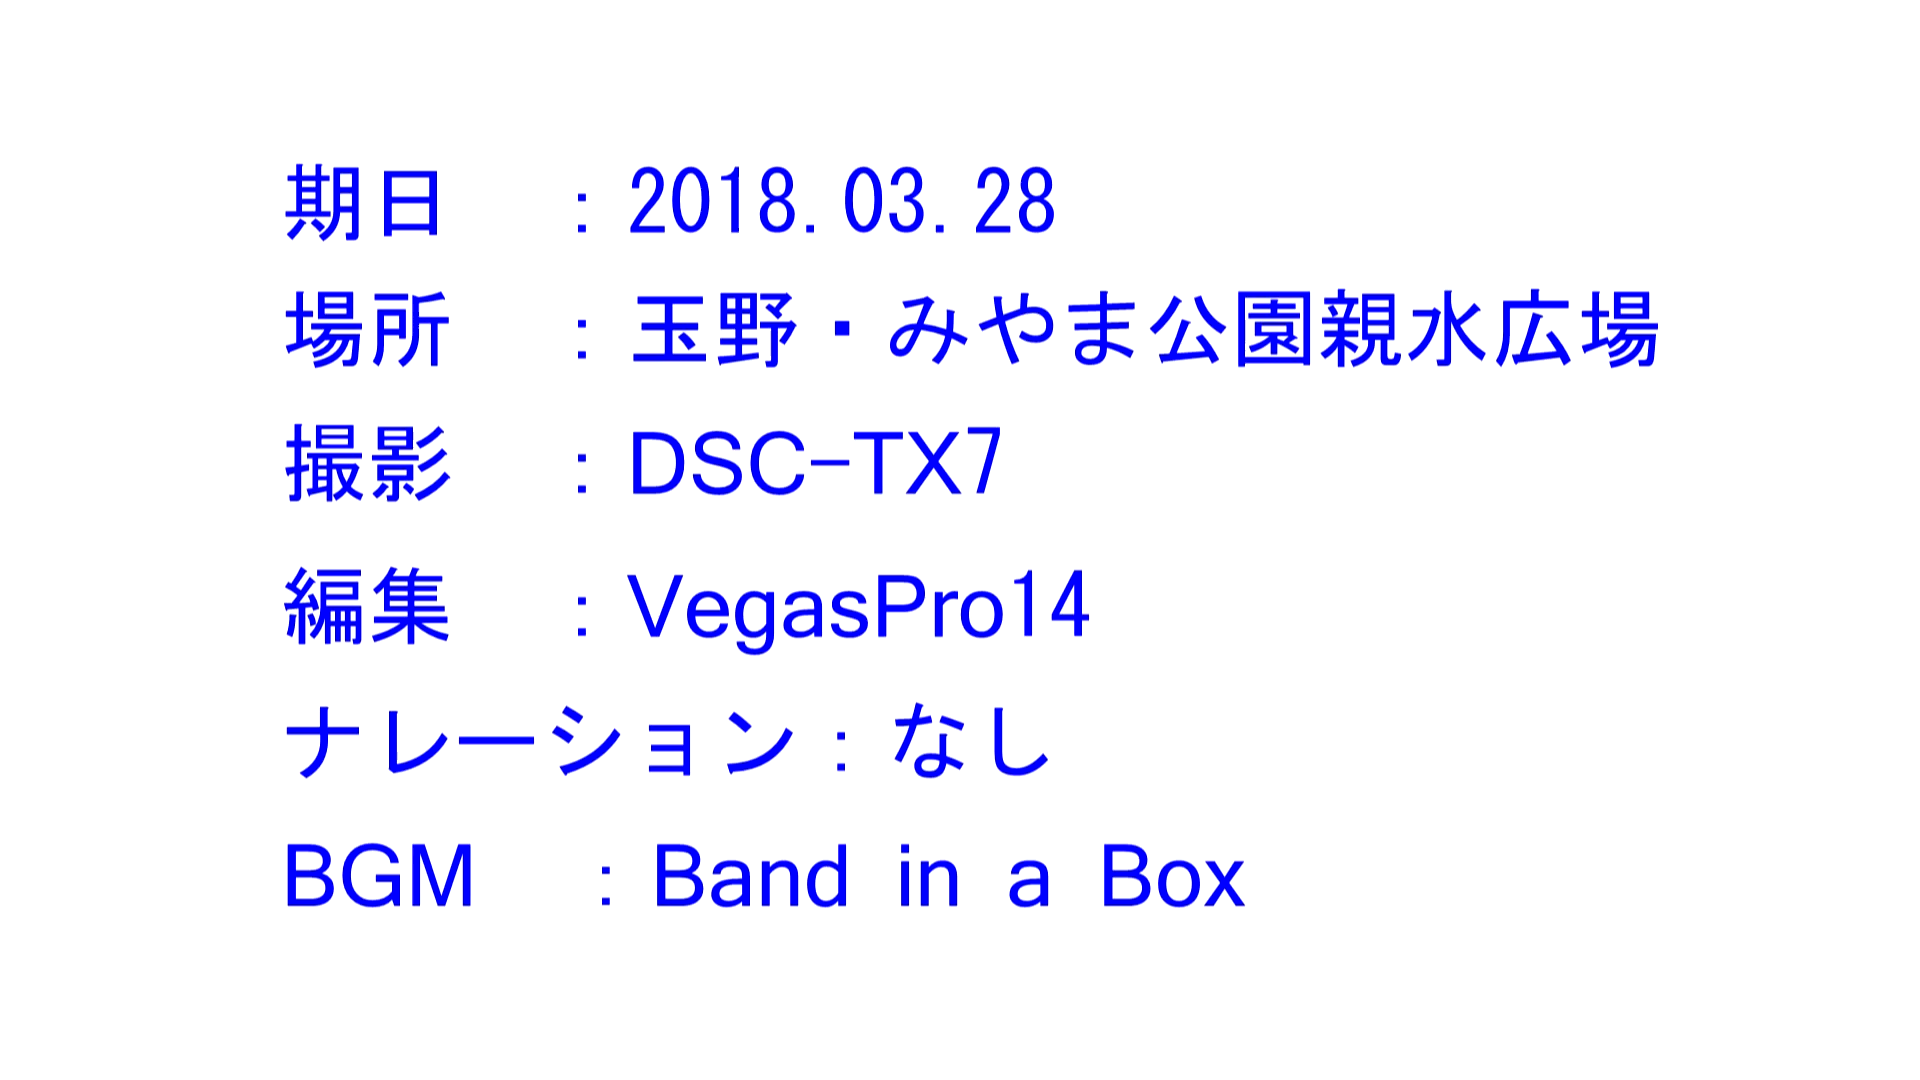 期日　：2018.03.28
場所　：玉野・みやま公園親水広場
撮影　：DSC-TX7
編集　：VegasPro14
ナレーション：なし
BGM　：Band in a Box